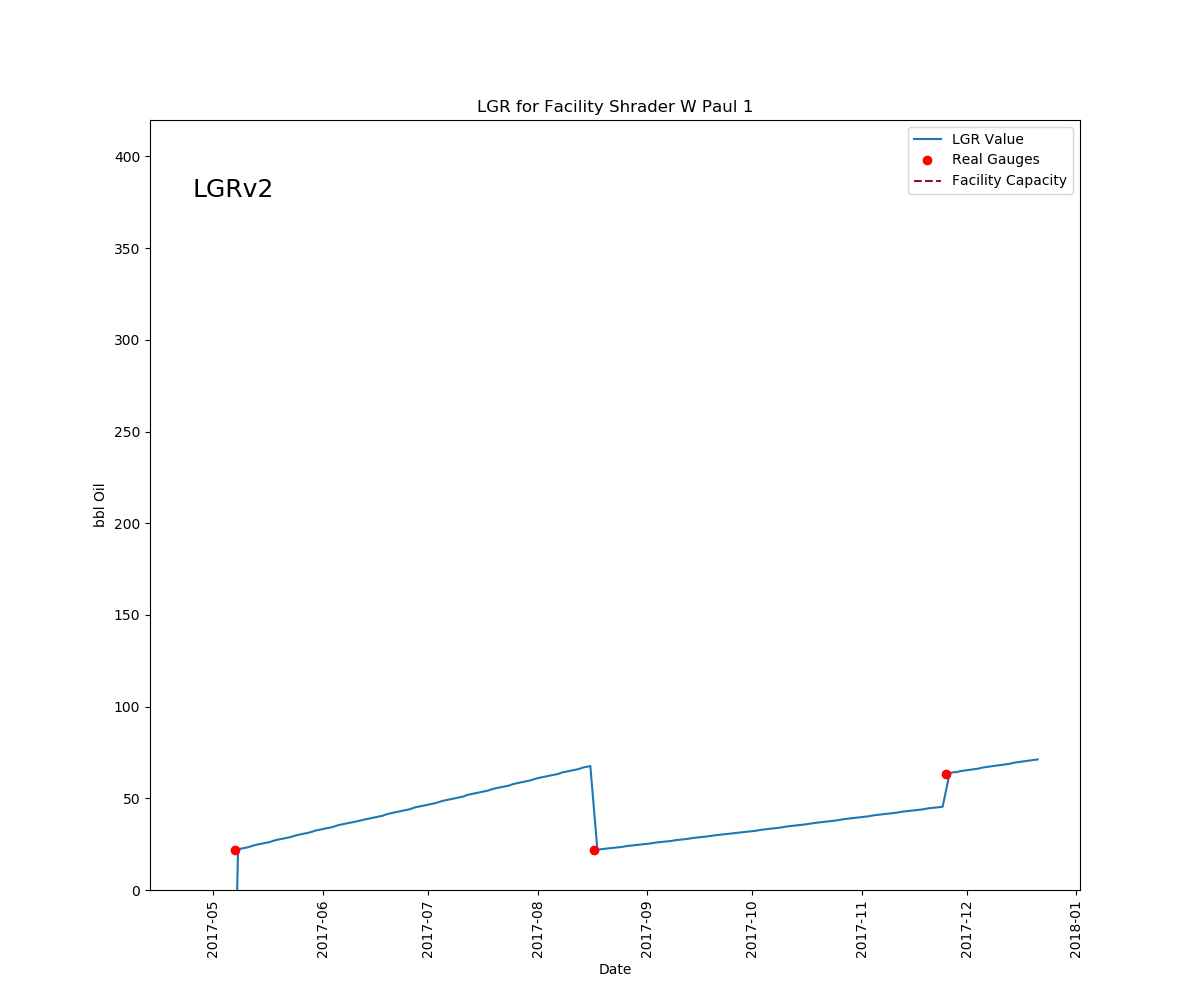 LGR for Facility Shrader W Paul 1
LGRv2
LGR Value
Real Gauges
Facility Capacity
400
350
300
250
200
150
100
50
0
bbl Oil
2017-05
2017-06
2017-07
2017-08
2017-09
2017-10
2017-11
2017-12
2018-01
Date